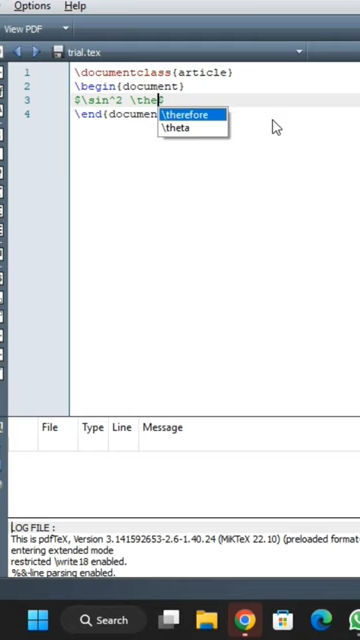 Options Help
View PDF
trial.tex
1 \documentclass{article}
2 \begin{document}
3 $\sin^2 \the$
\therefore
4 \end{documen
\theta
File Type Line Message
LOG FILE :
This is pdfTeX, Version 3.141592653-2.6-1.40.24 (MiKTeX 22.10) (preloaded format=
entering extended mode
restricted \write18 enabled.
%&-line parsing enabled.
Search